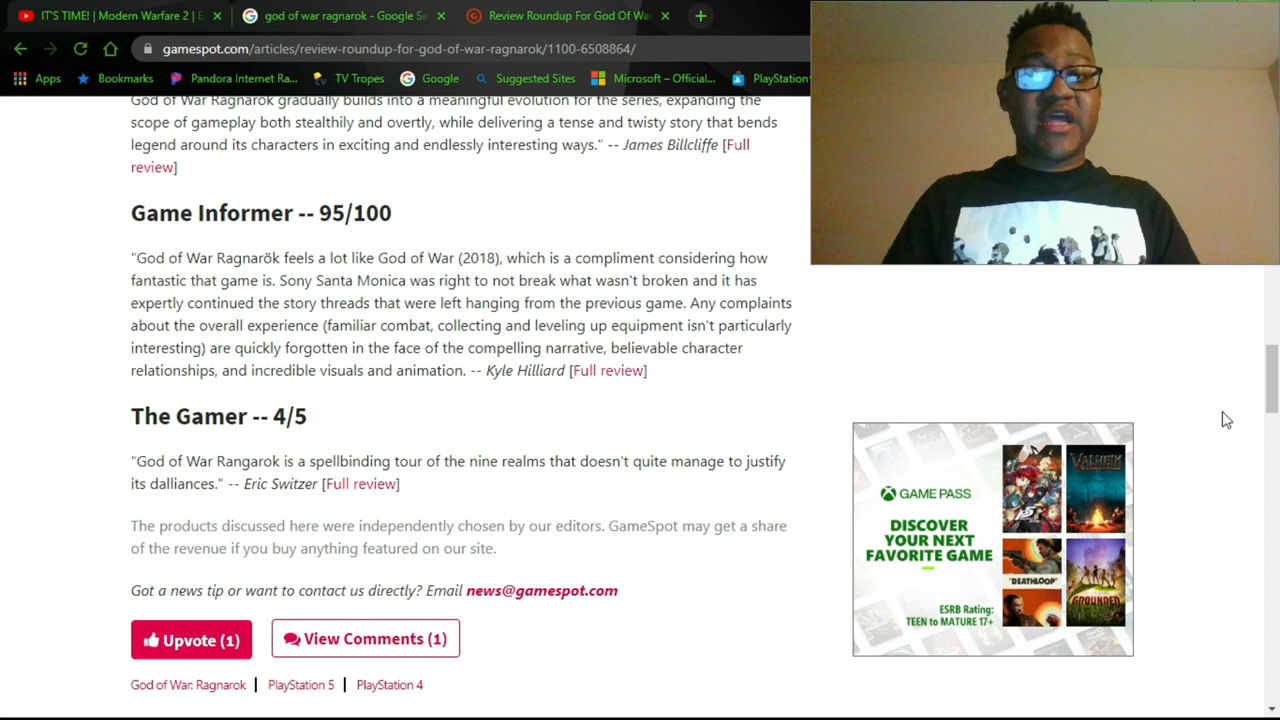 IT'S TIME! | Modern Warfare 2 | E
god of war ragnarok - Google Se
Review Roundup For God Of War
gamespot.com/articles/review-roundup-for-god-of-war-ragnarok/1100-6508864/
Apps
Bookmarks
Pandora Internet Ra...
TV Tropes
Google
Suggested Sites
Microsoft – Official...
PlayStation
God of War Ragnarok gradually builds into a meaningful evolution for the series, expanding the
scope of gameplay both stealthily and overtly, while delivering a tense and twisty story that bends
legend around its characters in exciting and endlessly interesting ways." -- James Billcliffe [Full
review]
Game Informer -- 95/100
"God of War Ragnarök feels a lot like God of War (2018), which is a compliment considering how
fantastic that game is. Sony Santa Monica was right to not break what wasn't broken and it has
expertly continued the story threads that were left hanging from the previous game. Any complaints
about the overall experience (familiar combat, collecting and leveling up equipment isn't particularly
interesting) are quickly forgotten in the face of the compelling narrative, believable character
relationships, and incredible visuals and animation. -- Kyle Hilliard [Full review]
The Gamer -- 4/5
"God of War Rangarok is a spellbinding tour of the nine realms that doesn't quite manage to justify
its dalliances." -- Eric Switzer [Full review]
The products discussed here were independently chosen by our editors. GameSpot may get a share
of the revenue if you buy anything featured on our site.
Got a news tip or want to contact us directly? Email news@gamespot.com
Upvote (1)
View Comments (1)
God of War: Ragnarok | PlayStation 5 | PlayStation 4
GAME PASS
DISCOVER
YOUR NEXT
FAVORITE GAME
ESRB Rating:
TEEN to MATURE 17+
VALHEIM
DEATHLOOP
GROUNDED